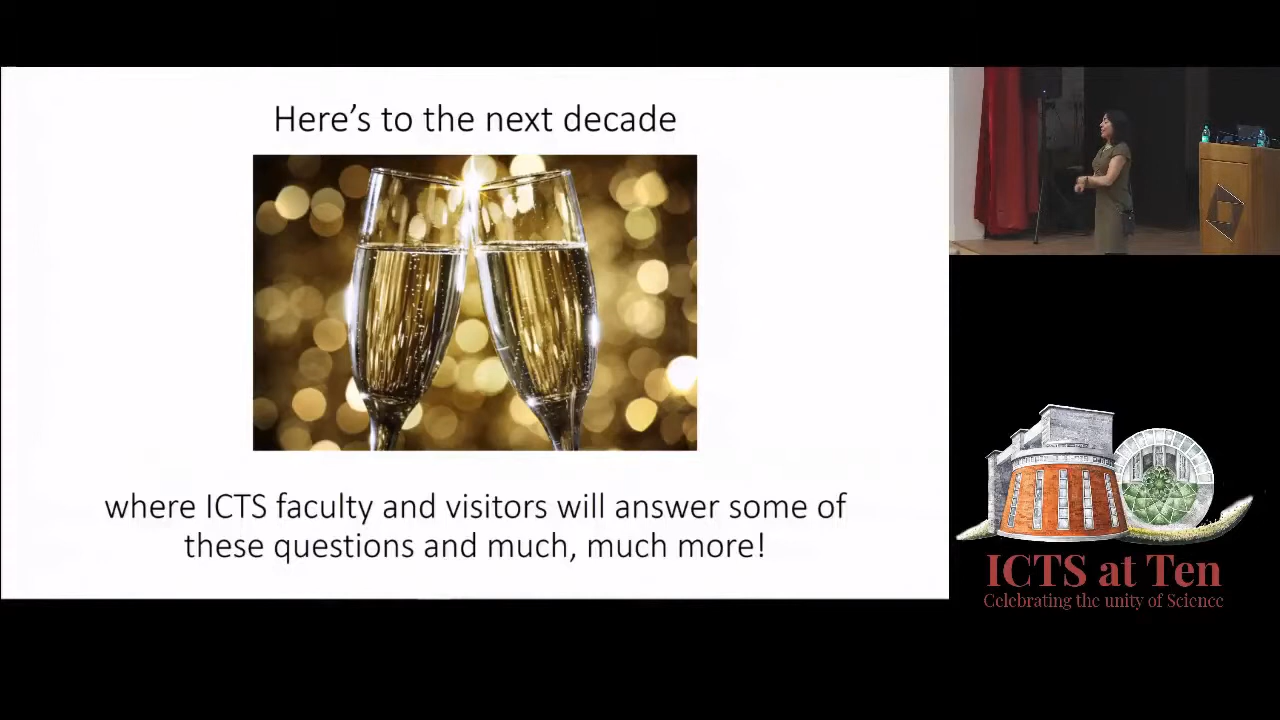 Here's to the next decade
where ICTS faculty and visitors will answer some of
these questions and much, much more!
ICTS at Ten
Celebrating the unity of Science